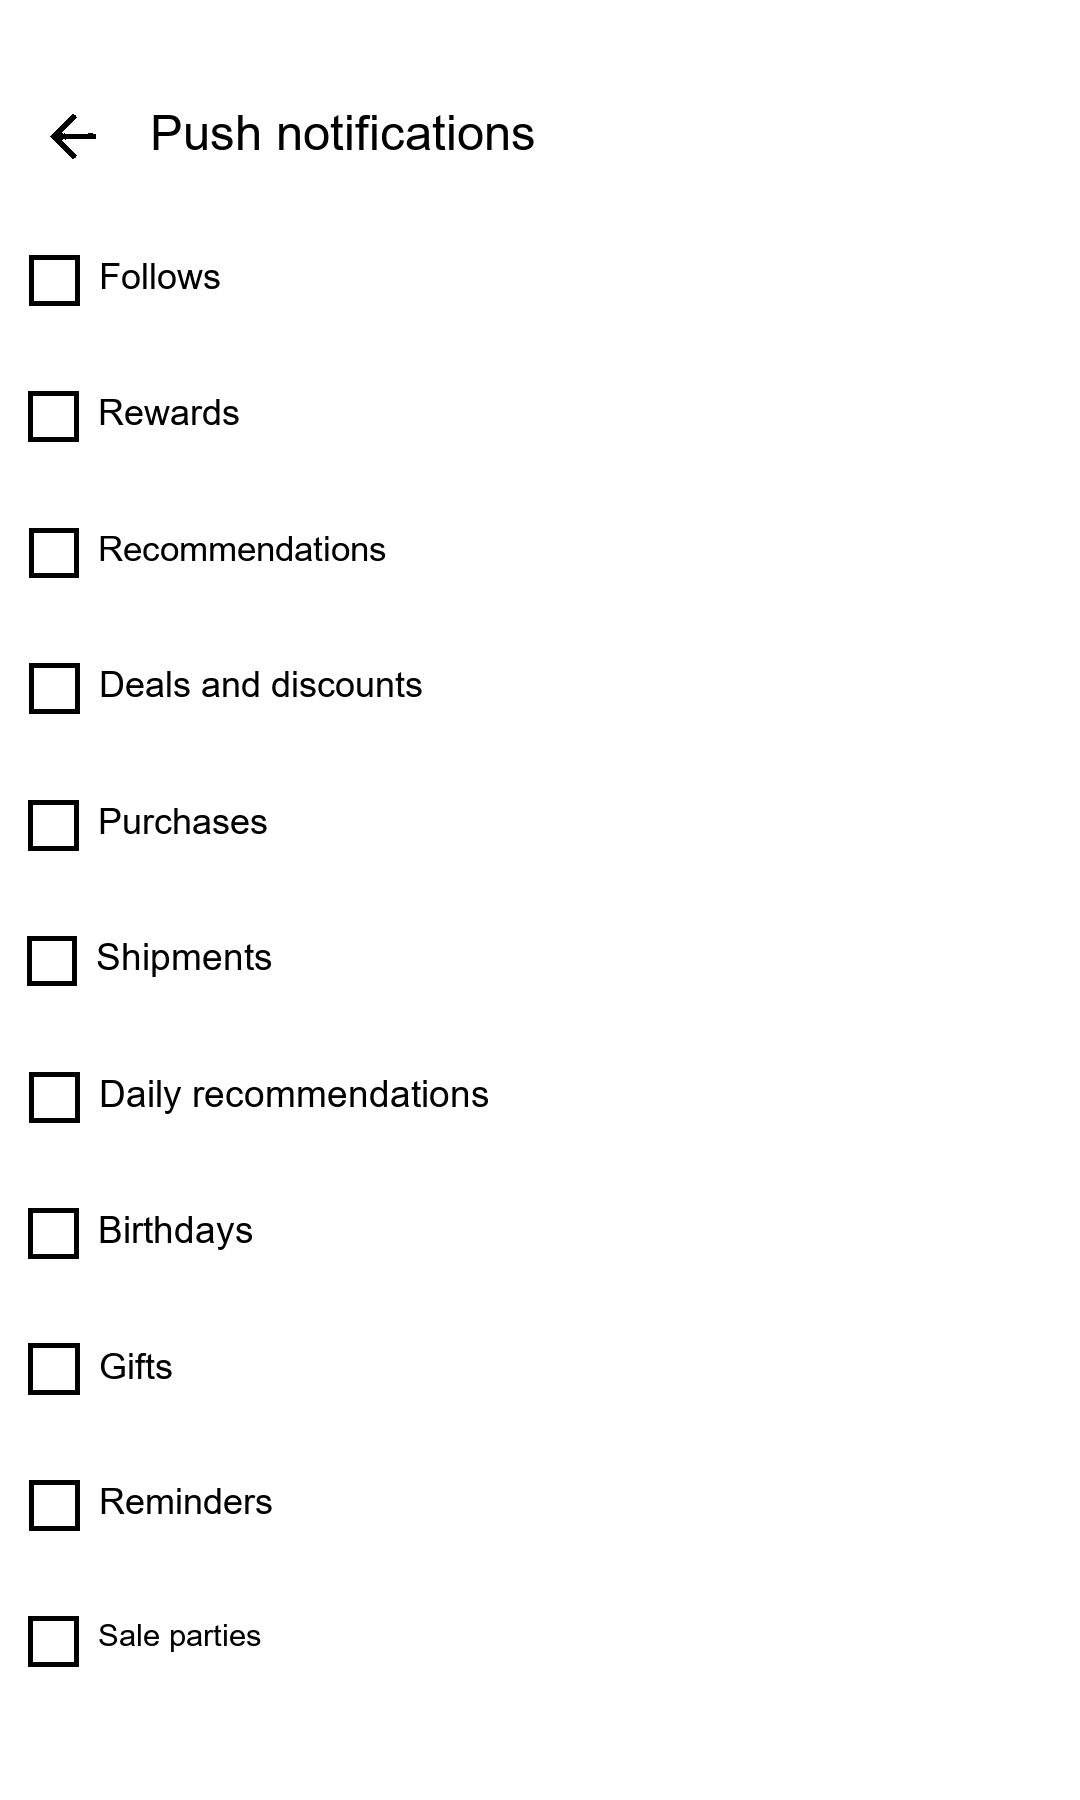 Push notifications
Follows
Rewards
Recommendations
Deals and discounts
Purchases
Shipments
Daily recommendations
Birthdays
Gifts
Reminders
Sale parties